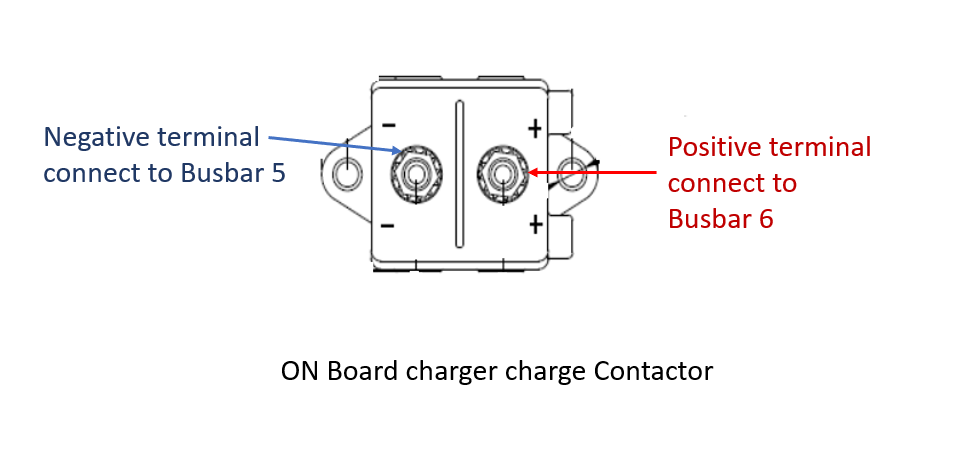 Negative terminal
connect to Busbar 5
Positive terminal
connect to
Busbar 6
−
+
−
+
ON Board charger charge Contactor